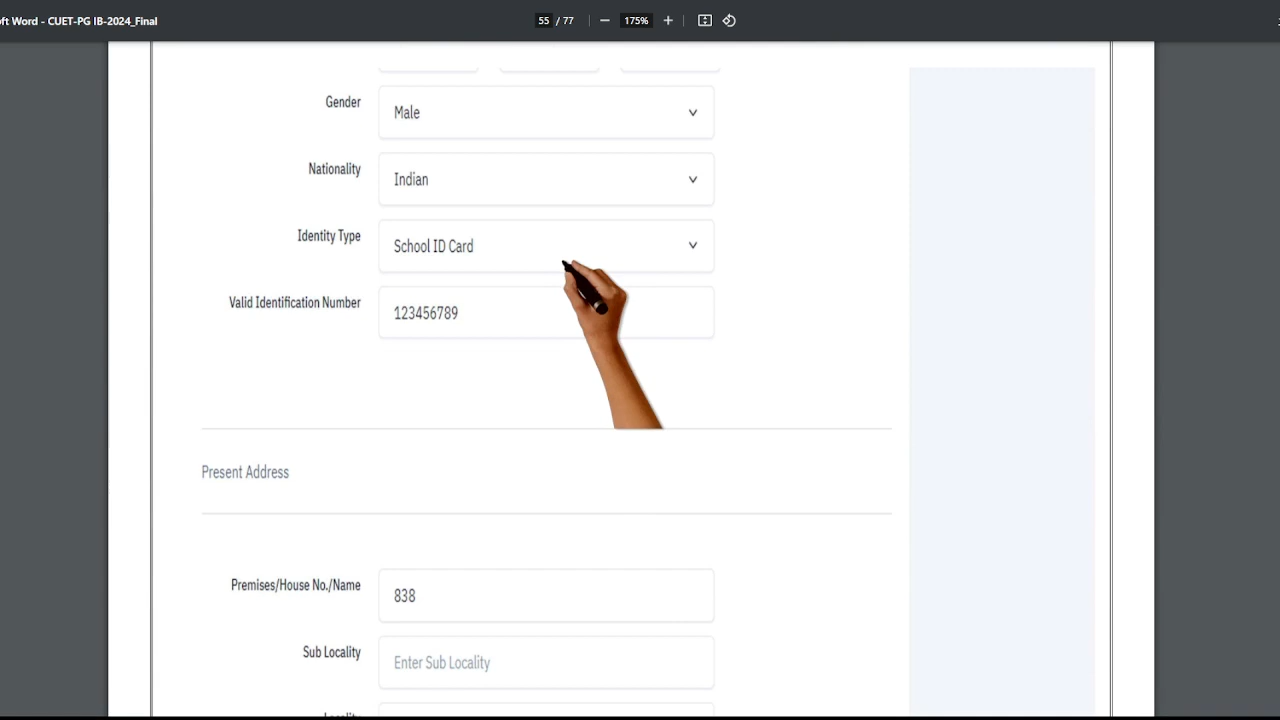 oft Word - CUET-PG IB-2024_Final
55 / 77
175%
Gender
Male
Nationality
Indian
Identity Type
School ID Card
Valid Identification Number
123456789
Present Address
Premises/House No./Name
838
Sub Locality
Enter Sub Locality
Locality